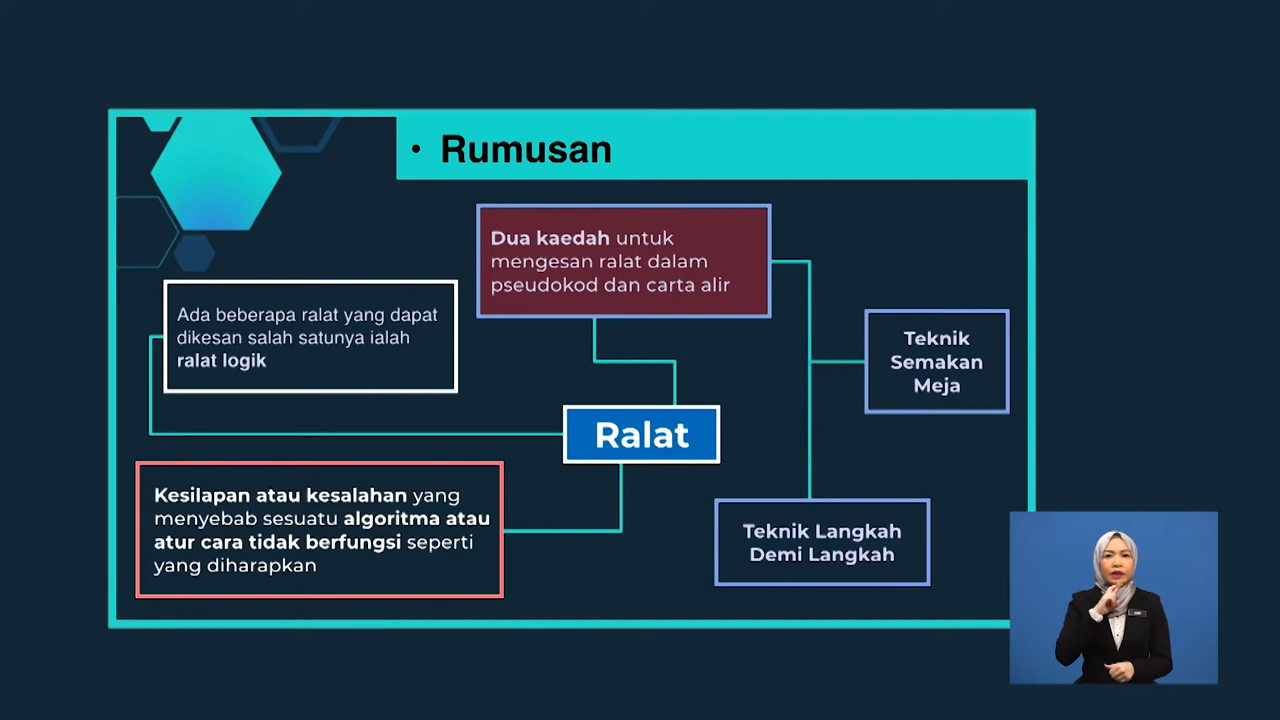 • Rumusan
Dua kaedah untuk
mengesan ralat dalam
pseudokod dan carta alir
Ada beberapa ralat yang dapat
dikesan salah satunya ialah
ralat logik
Teknik
Semakan
Meja
Ralat
Kesilapan atau kesalahan yang
menyebab sesuatu algoritma atau
atur cara tidak berfungsi seperti
yang diharapkan
Teknik Langkah
Demi Langkah